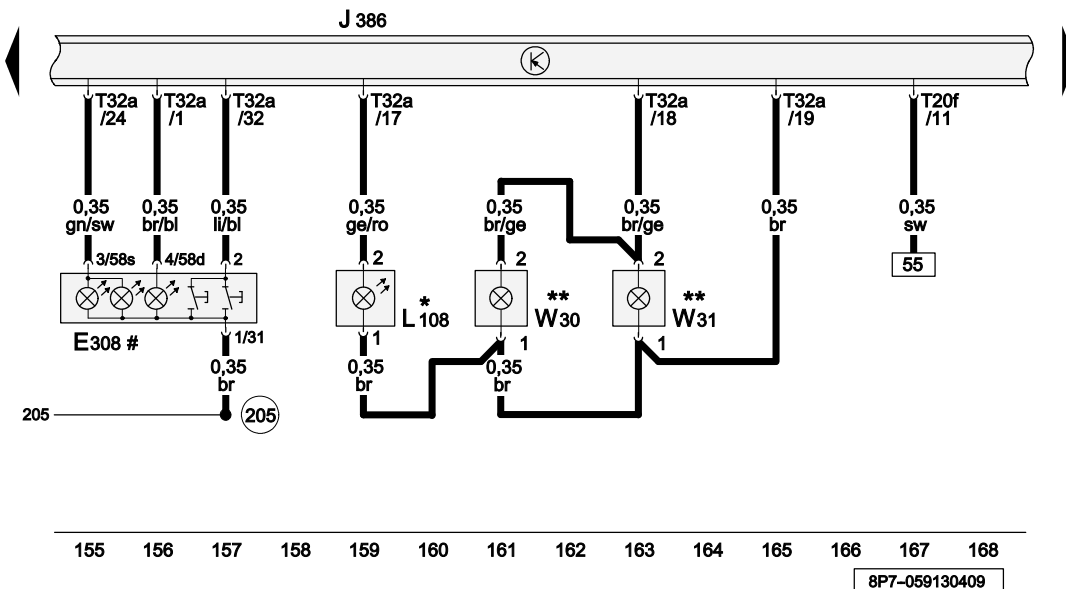 J 386
T32a T32a T32a T32a T32a T32a T20f
/24 /1 /32 /17 /18 /19 /11
0,35 0,35 0,35 0,35 0,35 0,35 0,35 0,35
gn/sw br/bl li/bl ge/ro br/ge br/ge br sw
3/58s 4/58d 2 2 2 2 55
* ** **
L 108 W30 W31
E308 # 1/31 1 1 1
0,35 0,35 0,35
br br br
205 205
155 156 157 158 159 160 161 162 163 164 165 166 167 168
8P7-059130409